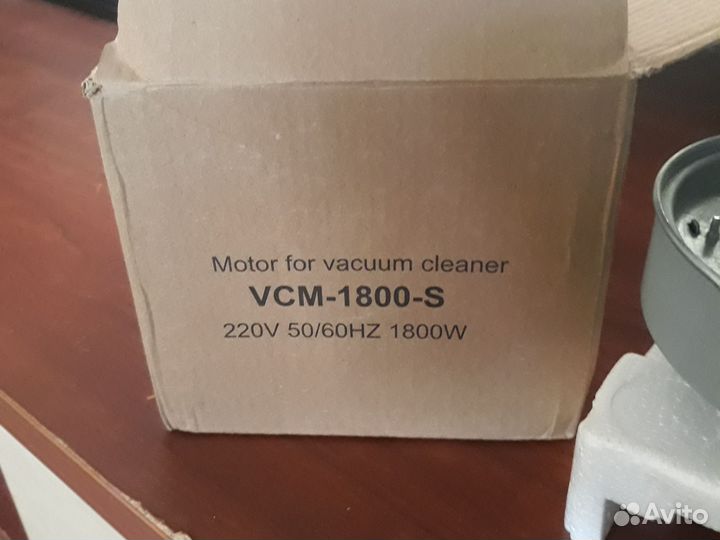 Motor for vacuum cleaner
VCM-1800-S
220V 50/60HZ 1800W
Avito